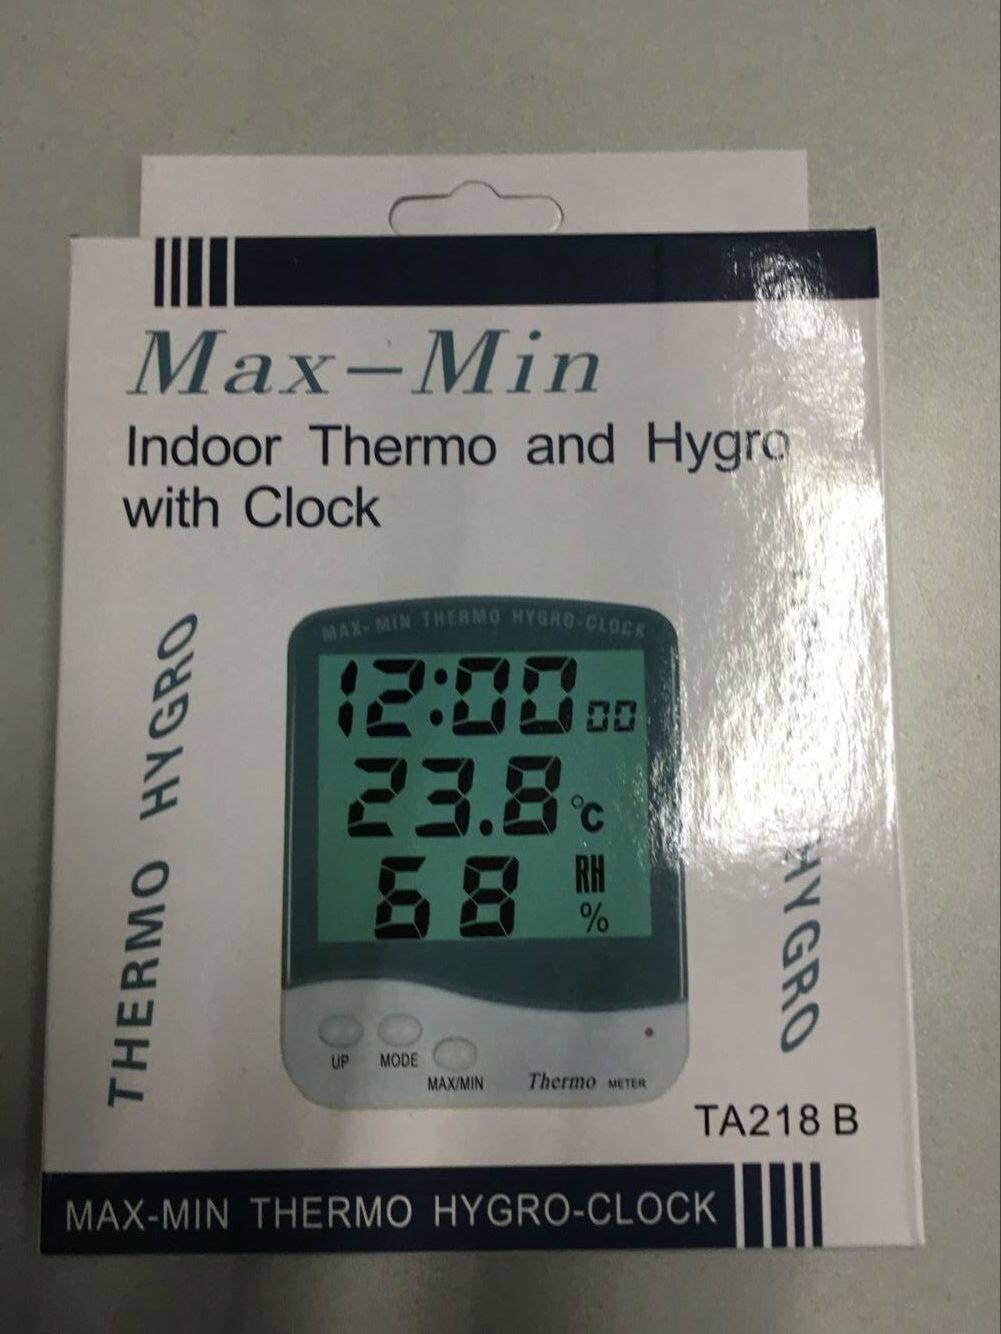 Max-Min
Indoor Thermo and Hygro
with Clock
THERMO HYGRO
MAX-MIN THERMO HYGRO-CLOCK
12:00 00
23.8 °C
68 RH %
UP
MODE
MAX/MIN
Thermo METER
HYGRO
TA218 B
MAX-MIN THERMO HYGRO-CLOCK